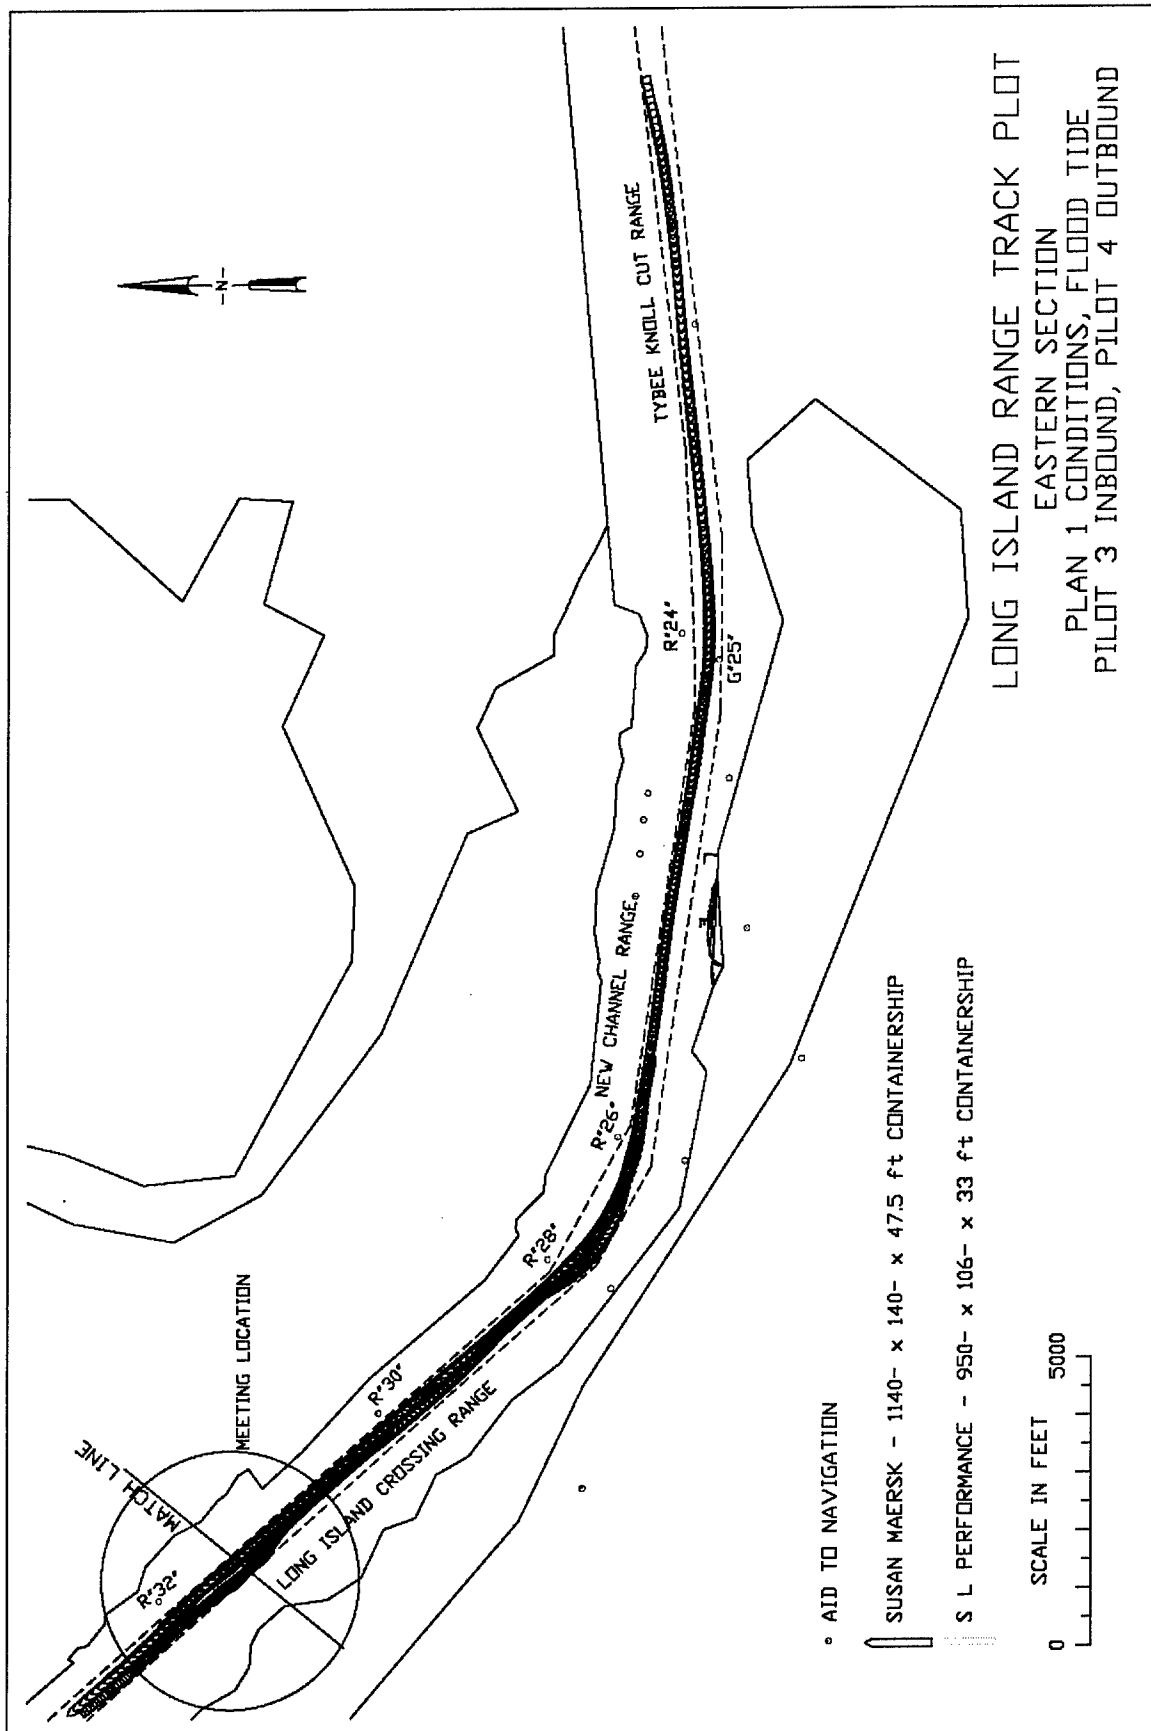 MATCH LINE
MEETING LOCATION
R"32"
R"30"
R"28"
R"26"
R"24"
G"25"
LONG ISLAND CROSSING RANGE
NEW CHANNEL RANGE
TYBEE KNOLL CUT RANGE
-N-
AID TO NAVIGATION
SUSAN MAERSK - 1140- x 140- x 47.5 ft CONTAINERSHIP
S L PERFORMANCE - 950- x 106- x 33 ft CONTAINERSHIP
SCALE IN FEET
0 5000
LONG ISLAND RANGE TRACK PLOT
EASTERN SECTION
PLAN 1 CONDITIONS, FLOOD TIDE
PILOT 3 INBOUND, PILOT 4 OUTBOUND